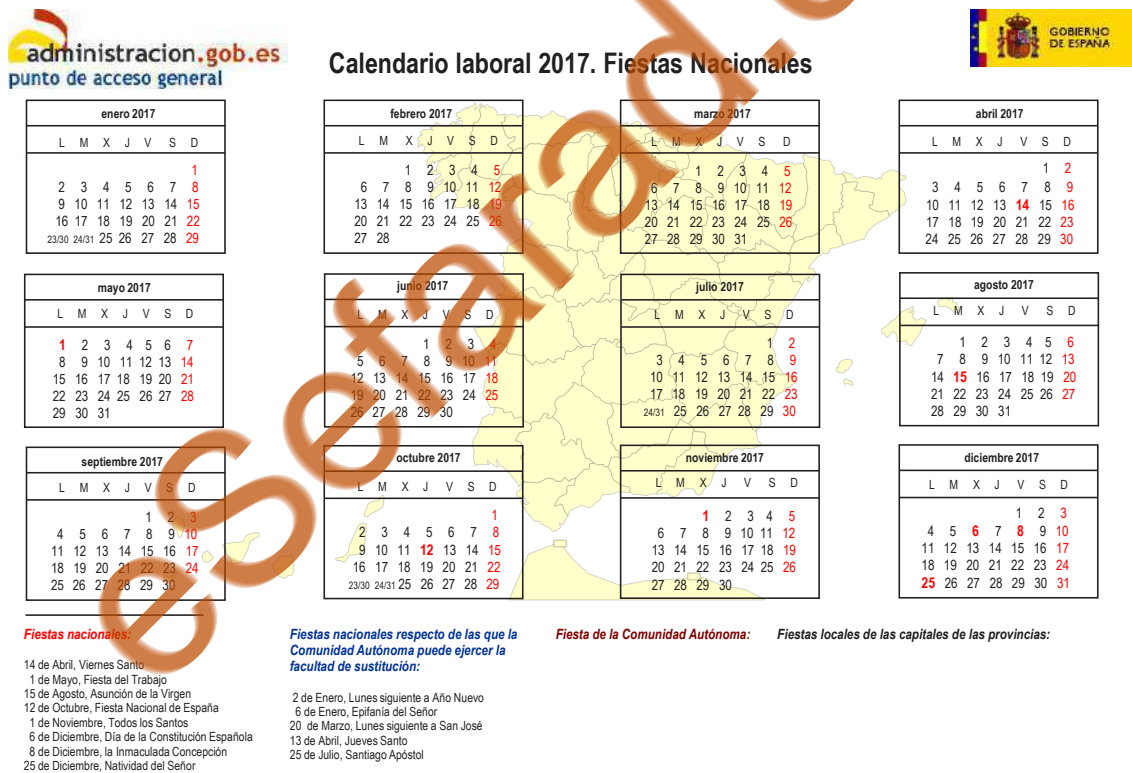 administracion.gob.es
punto de acceso general
Calendario laboral 2017. Fiestas Nacionales
GOBIERNO
DE ESPAÑA
enero 2017
L M X J V S D
1
2 3 4 5 6 7 8
9 10 11 12 13 14 15
16 17 18 19 20 21 22
23/30 24/31 25 26 27 28 29
febrero 2017
L M X J V S D
1 2 3 4 5
6 7 8 9 10 11 12
13 14 15 16 17 18 19
20 21 22 23 24 25 26
27 28
marzo 2017
L M X J V S D
1 2 3 4 5
6 7 8 9 10 11 12
13 14 15 16 17 18 19
20 21 22 23 24 25 26
27 28 29 30 31
abril 2017
L M X J V S D
1 2
3 4 5 6 7 8 9
10 11 12 13 14 15 16
17 18 19 20 21 22 23
24 25 26 27 28 29 30
mayo 2017
L M X J V S D
1 2 3 4 5 6 7
8 9 10 11 12 13 14
15 16 17 18 19 20 21
22 23 24 25 26 27 28
29 30 31
junio 2017
L M X J V S D
1 2 3 4
5 6 7 8 9 10 11
12 13 14 15 16 17 18
19 20 21 22 23 24 25
26 27 28 29 30
julio 2017
L M X J V S D
1 2
3 4 5 6 7 8 9
10 11 12 13 14 15 16
17 18 19 20 21 22 23
24/31 25 26 27 28 29 30
agosto 2017
L M X J V S D
1 2 3 4 5 6
7 8 9 10 11 12 13
14 15 16 17 18 19 20
21 22 23 24 25 26 27
28 29 30 31
septiembre 2017
L M X J V S D
1 2 3
4 5 6 7 8 9 10
11 12 13 14 15 16 17
18 19 20 21 22 23 24
25 26 27 28 29 30
octubre 2017
L M X J V S D
1
2 3 4 5 6 7 8
9 10 11 12 13 14 15
16 17 18 19 20 21 22
23/30 24/31 25 26 27 28 29
noviembre 2017
L M X J V S D
1 2 3 4 5
6 7 8 9 10 11 12
13 14 15 16 17 18 19
20 21 22 23 24 25 26
27 28 29 30
diciembre 2017
L M X J V S D
1 2 3
4 5 6 7 8 9 10
11 12 13 14 15 16 17
18 19 20 21 22 23 24
25 26 27 28 29 30 31
Fiestas nacionales:
14 de Abril, Viernes Santo
1 de Mayo, Fiesta del Trabajo
15 de Agosto, Asunción de la Virgen
12 de Octubre, Fiesta Nacional de España
1 de Noviembre, Todos los Santos
6 de Diciembre, Día de la Constitución Española
8 de Diciembre, la Inmaculada Concepción
25 de Diciembre, Natividad del Señor
Fiestas nacionales respecto de las que la
Comunidad Autónoma puede ejercer la
facultad de sustitución:
2 de Enero, Lunes siguiente a Año Nuevo
6 de Enero, Epifanía del Señor
20 de Marzo, Lunes siguiente a San José
13 de Abril, Jueves Santo
25 de Julio, Santiago Apóstol
Fiesta de la Comunidad Autónoma:
Fiestas locales de las capitales de las provincias:
eSefarad.